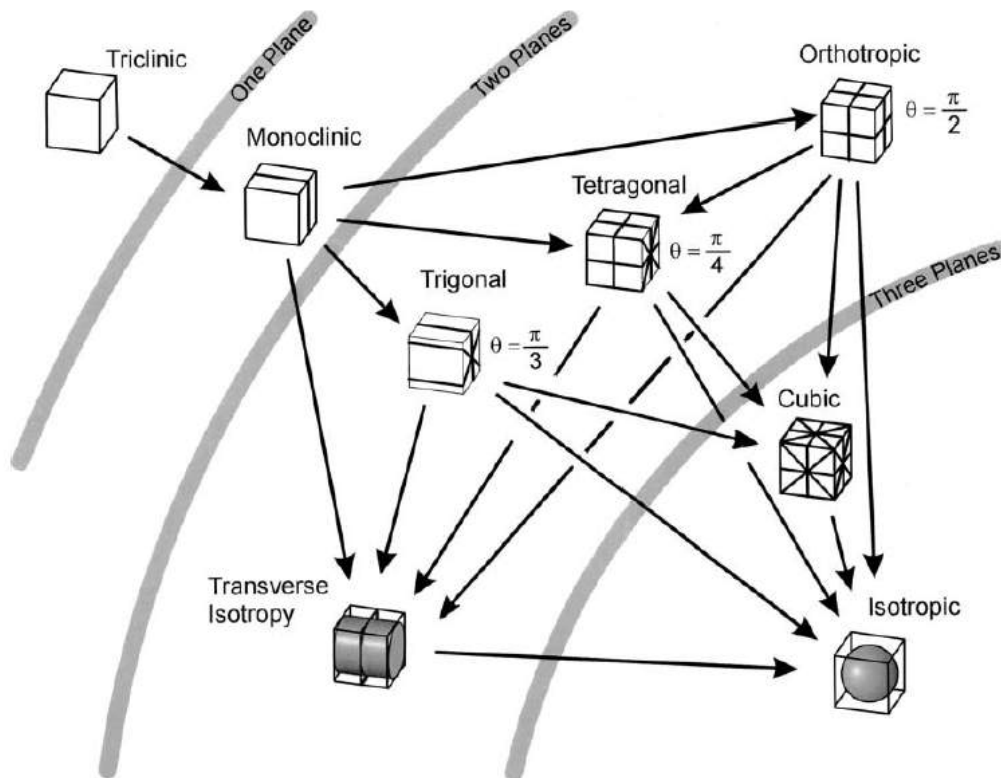 Triclinic
One Plane
Two Planes
Orthotropic
θ = π/2
Monoclinic
Tetragonal
θ = π/4
Three Planes
Trigonal
θ = π/3
Cubic
Transverse
Isotropy
Isotropic